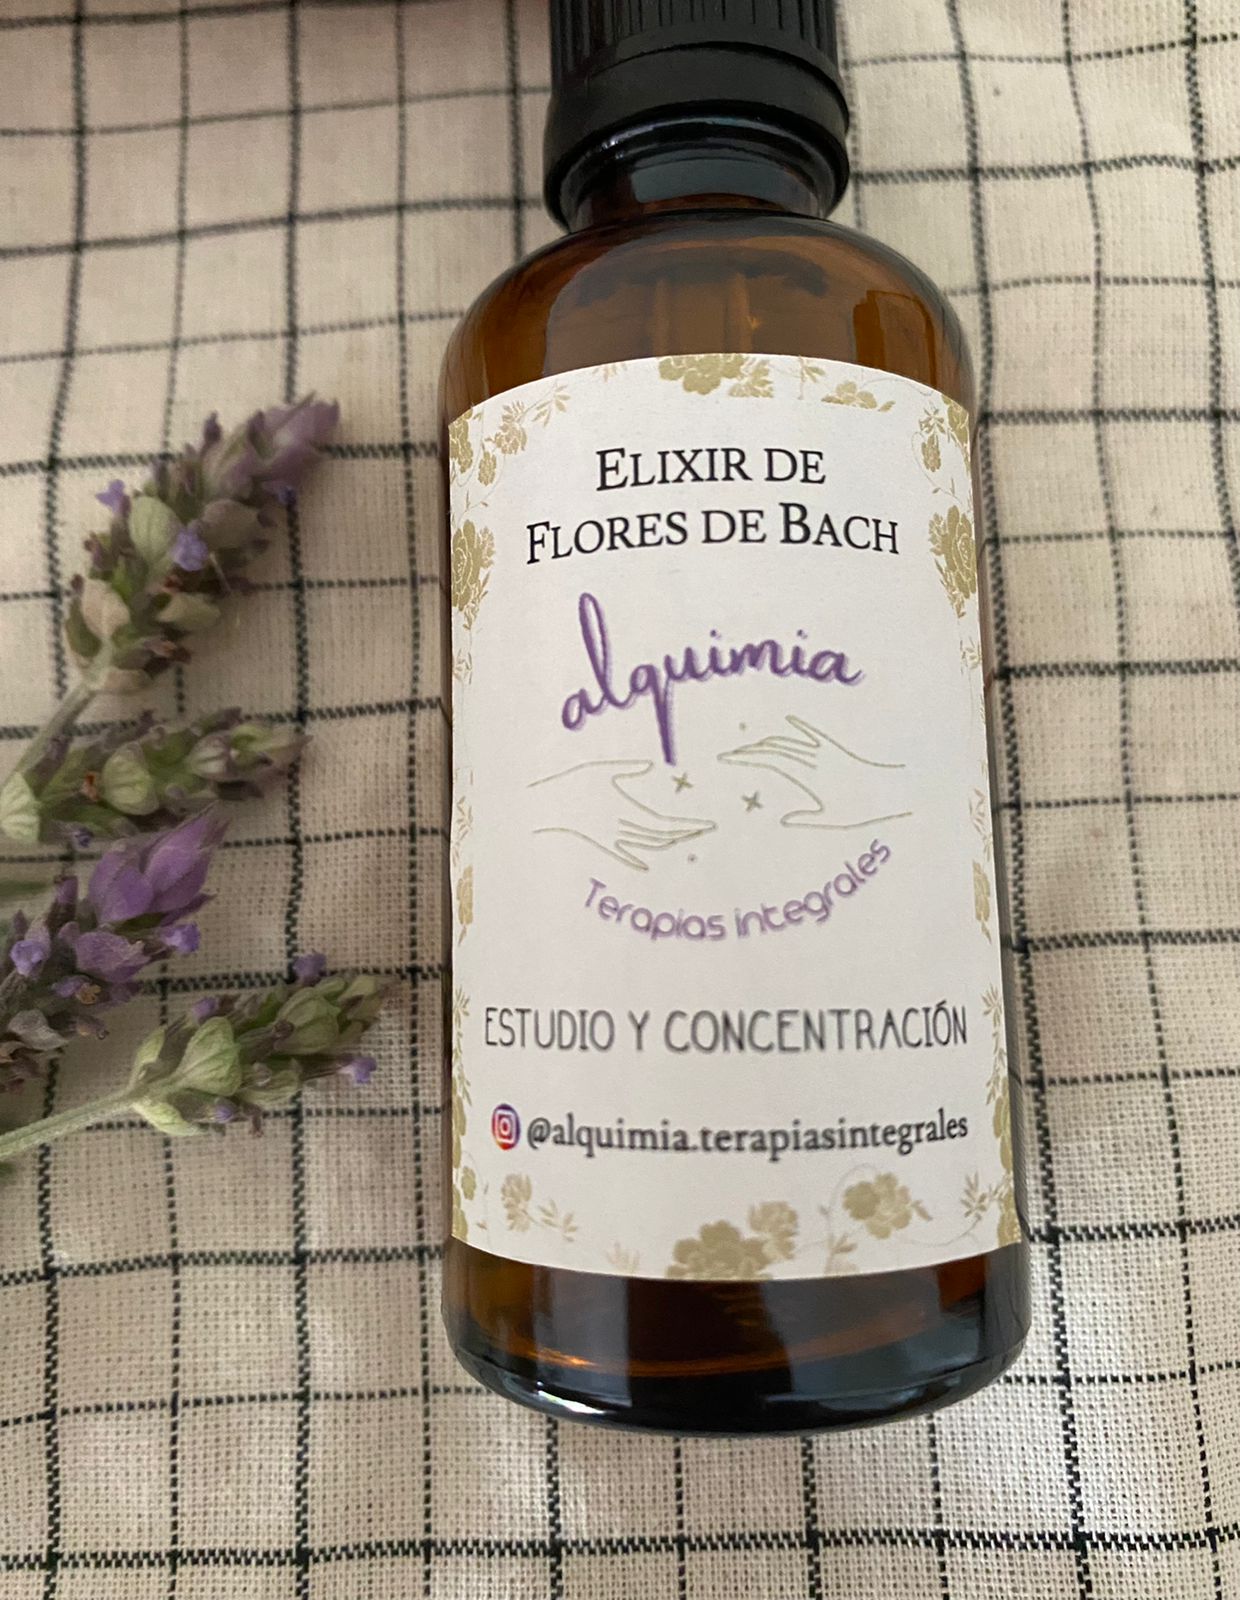 ELIXIR DE
FLORES DE BACH
alquimia
Terapias integrales
ESTUDIO Y CONCENTRACIÓN
@alquimia.terapiasintegrales